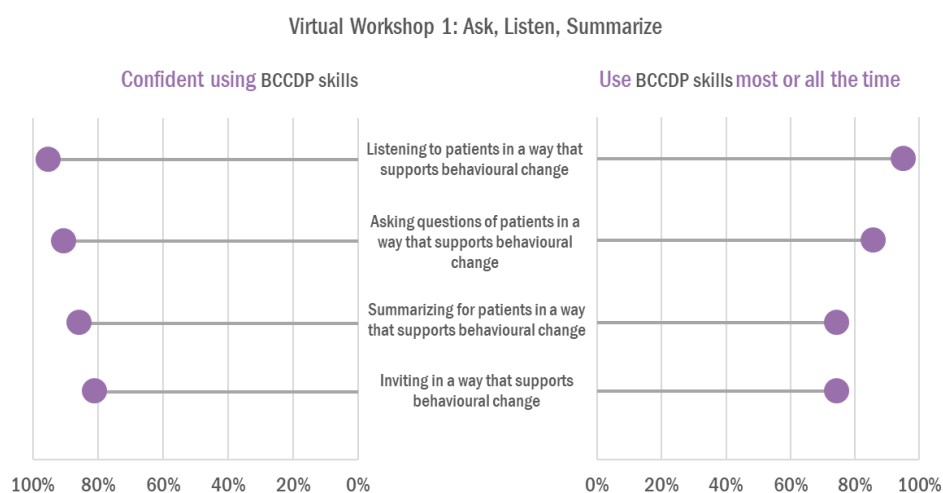 Virtual Workshop 1: Ask, Listen, Summarize
Confident using BCCDP skills
Use BCCDP skills most or all the time
Listening to patients in a way that
supports behavioural change
Asking questions of patients in a
way that supports behavioural
change
Summarizing for patients in a way
that supports behavioural change
Inviting in a way that supports
behavioural change
100% 80% 60% 40% 20% 0%
0% 20% 40% 60% 80% 100%